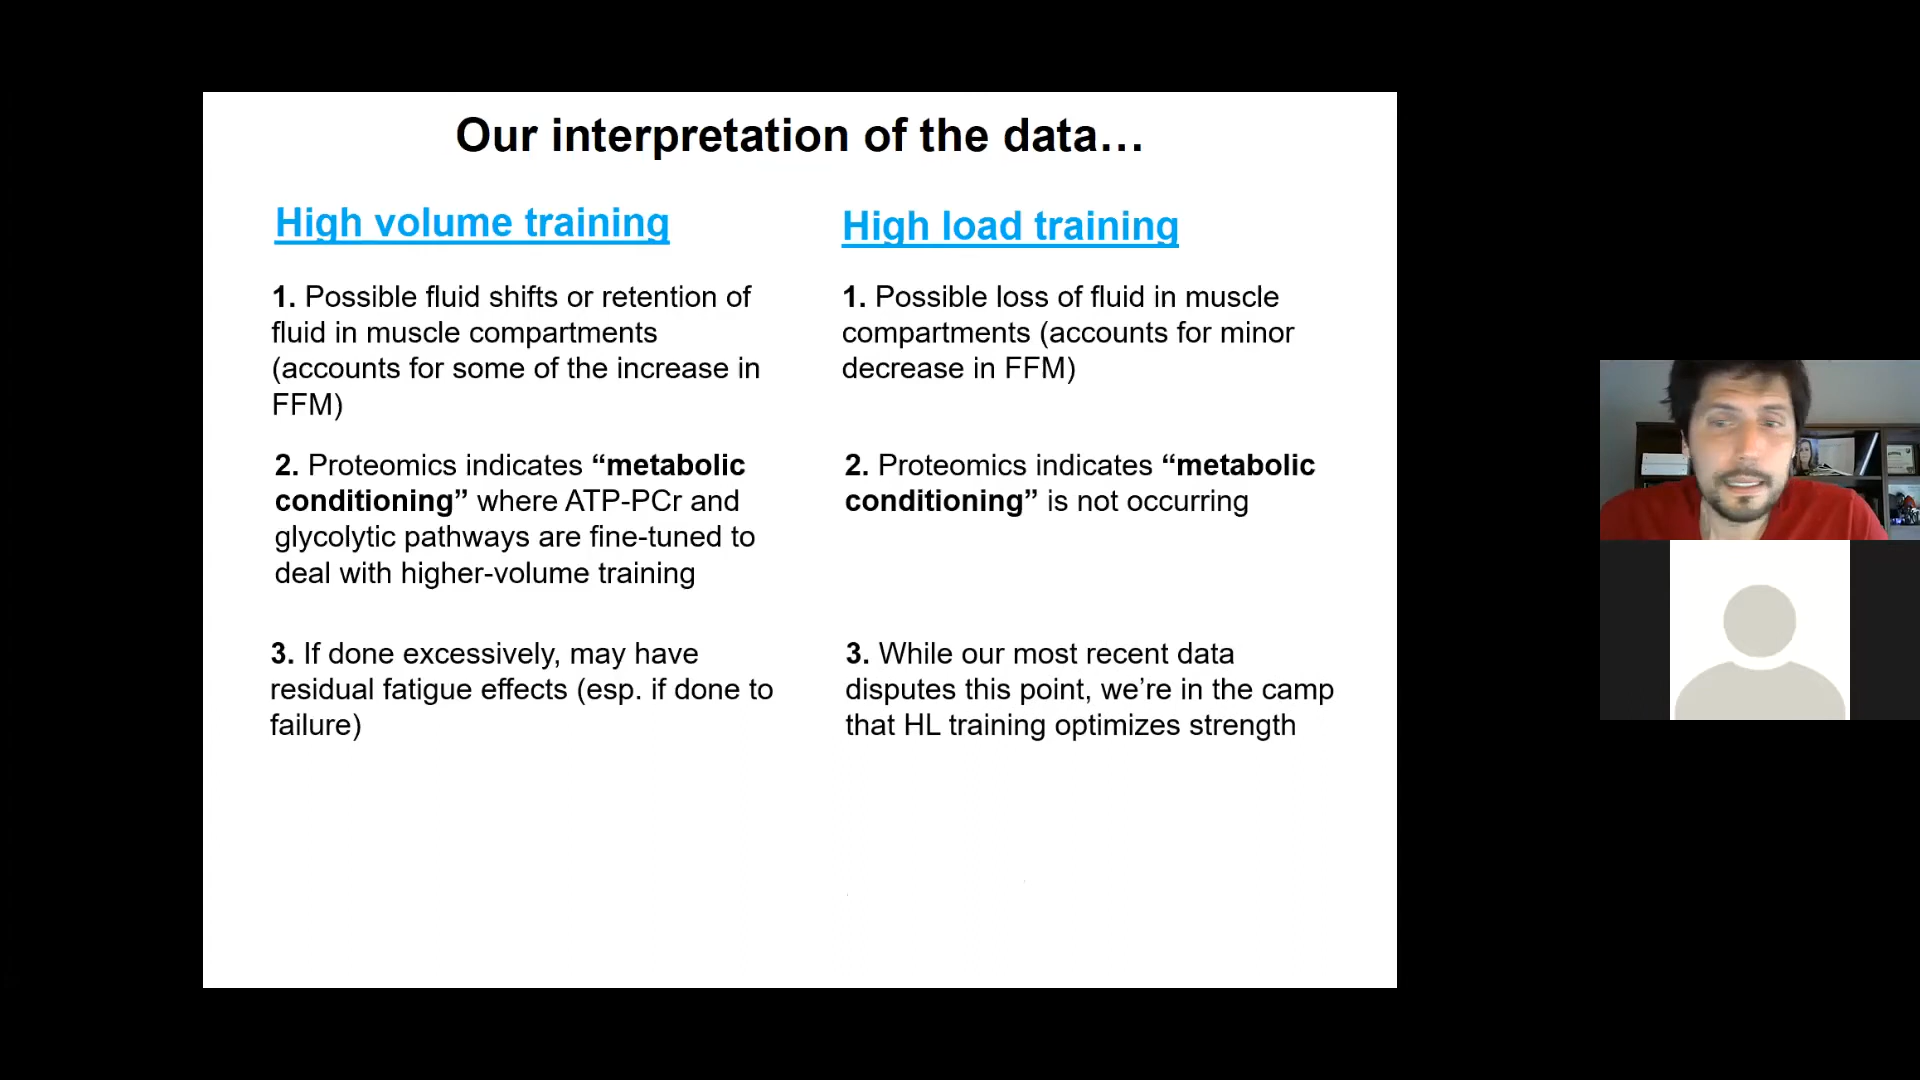 Our interpretation of the data…
High volume training
1. Possible fluid shifts or retention of
fluid in muscle compartments
(accounts for some of the increase in
FFM)
2. Proteomics indicates “metabolic
conditioning” where ATP-PCr and
glycolytic pathways are fine-tuned to
deal with higher-volume training
3. If done excessively, may have
residual fatigue effects (esp. if done to
failure)
High load training
1. Possible loss of fluid in muscle
compartments (accounts for minor
decrease in FFM)
2. Proteomics indicates “metabolic
conditioning” is not occurring
3. While our most recent data
disputes this point, we’re in the camp
that HL training optimizes strength